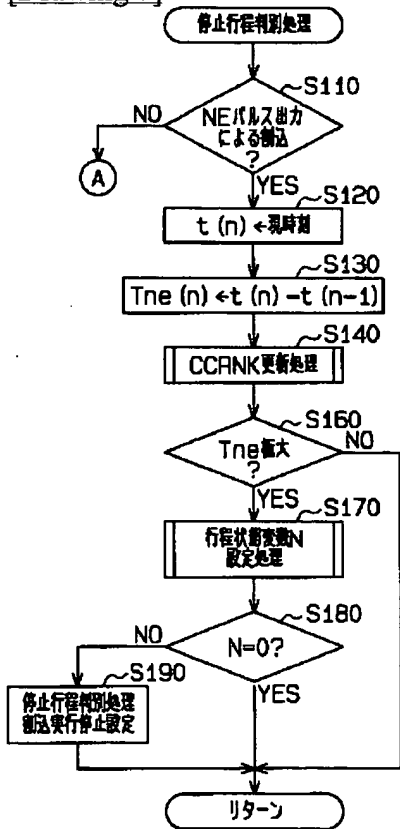 停止行程判別処理
S110
NEパルス出力
による割込
?
NO
YES
A
S120
t(n)←現時刻
S130
Tne(n)←t(n)-t(n-1)
S140
CCRNK更新処理
S160
Tne極大
?
NO
YES
S170
行程状態変数N
設定処理
S180
N=0?
NO
YES
S190
停止行程判別処理
割込実行停止設定
リターン